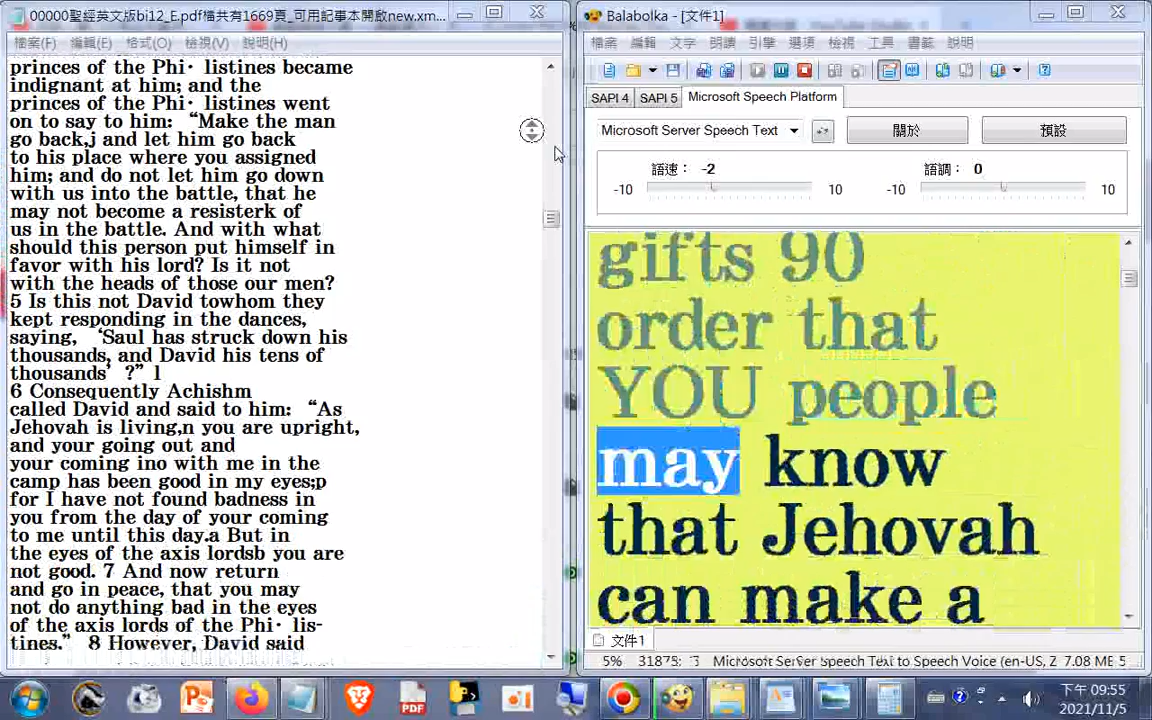 00000聖經英文版bi12_E.pdf檔共有1669頁_可用記事本開啟new.xm...
檔案(F) 編輯(E) 格式(O) 檢視(V) 說明(H)
princes of the Phi· listines became
indignant at him; and the
princes of the Phi· listines went
on to say to him: “Make the man
go back,j and let him go back
to his place where you assigned
him; and do not let him go down
with us into the battle, that he
may not become a resisterk of
us in the battle. And with what
should this person put himself in
favor with his lord? Is it not
with the heads of those our men?
5 Is this not David towhom they
kept responding in the dances,
saying, ‘Saul has struck down his
thousands, and David his tens of
thousands’ ?” l
6 Consequently Achishm
called David and said to him: “As
Jehovah is living,n you are upright,
and your going out and
your coming ino with me in the
camp has been good in my eyes;p
for I have not found badness in
you from the day of your coming
to me until this day.a But in
the eyes of the axis lordsb you are
not good. 7 And now return
and go in peace, that you may
not do anything bad in the eyes
of the axis lords of the Phi· lis-
tines.” 8 However, David said
Balabolka - [文件1]
檔案 編輯 文字 朗讀 引擎 選項 檢視 工具 書籤 說明
SAPI 4 SAPI 5 Microsoft Speech Platform
Microsoft Server Speech Text 關於 預設
語速: -2 語調: 0
-10 10 -10 10
gifts 90
order that
YOU people
may know
that Jehovah
can make a
文件1
5% 31875: Microsoft Server Speech Text to Speech Voice (en-US, Z 7.08 MB 5
下午 09:55
2021/11/5